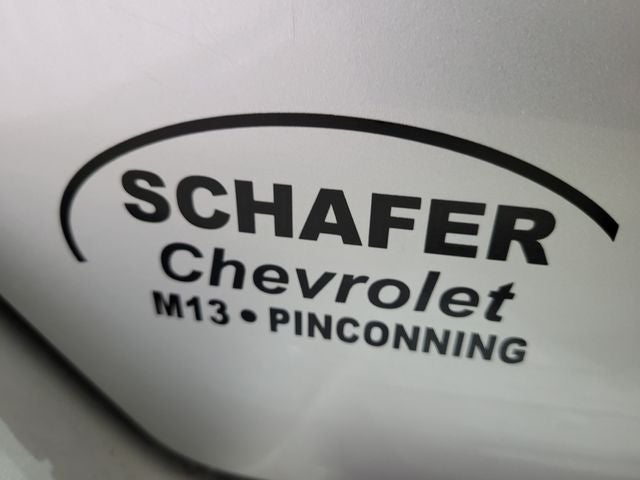 SCHAFER
Chevrolet
M13 • PINCONNING